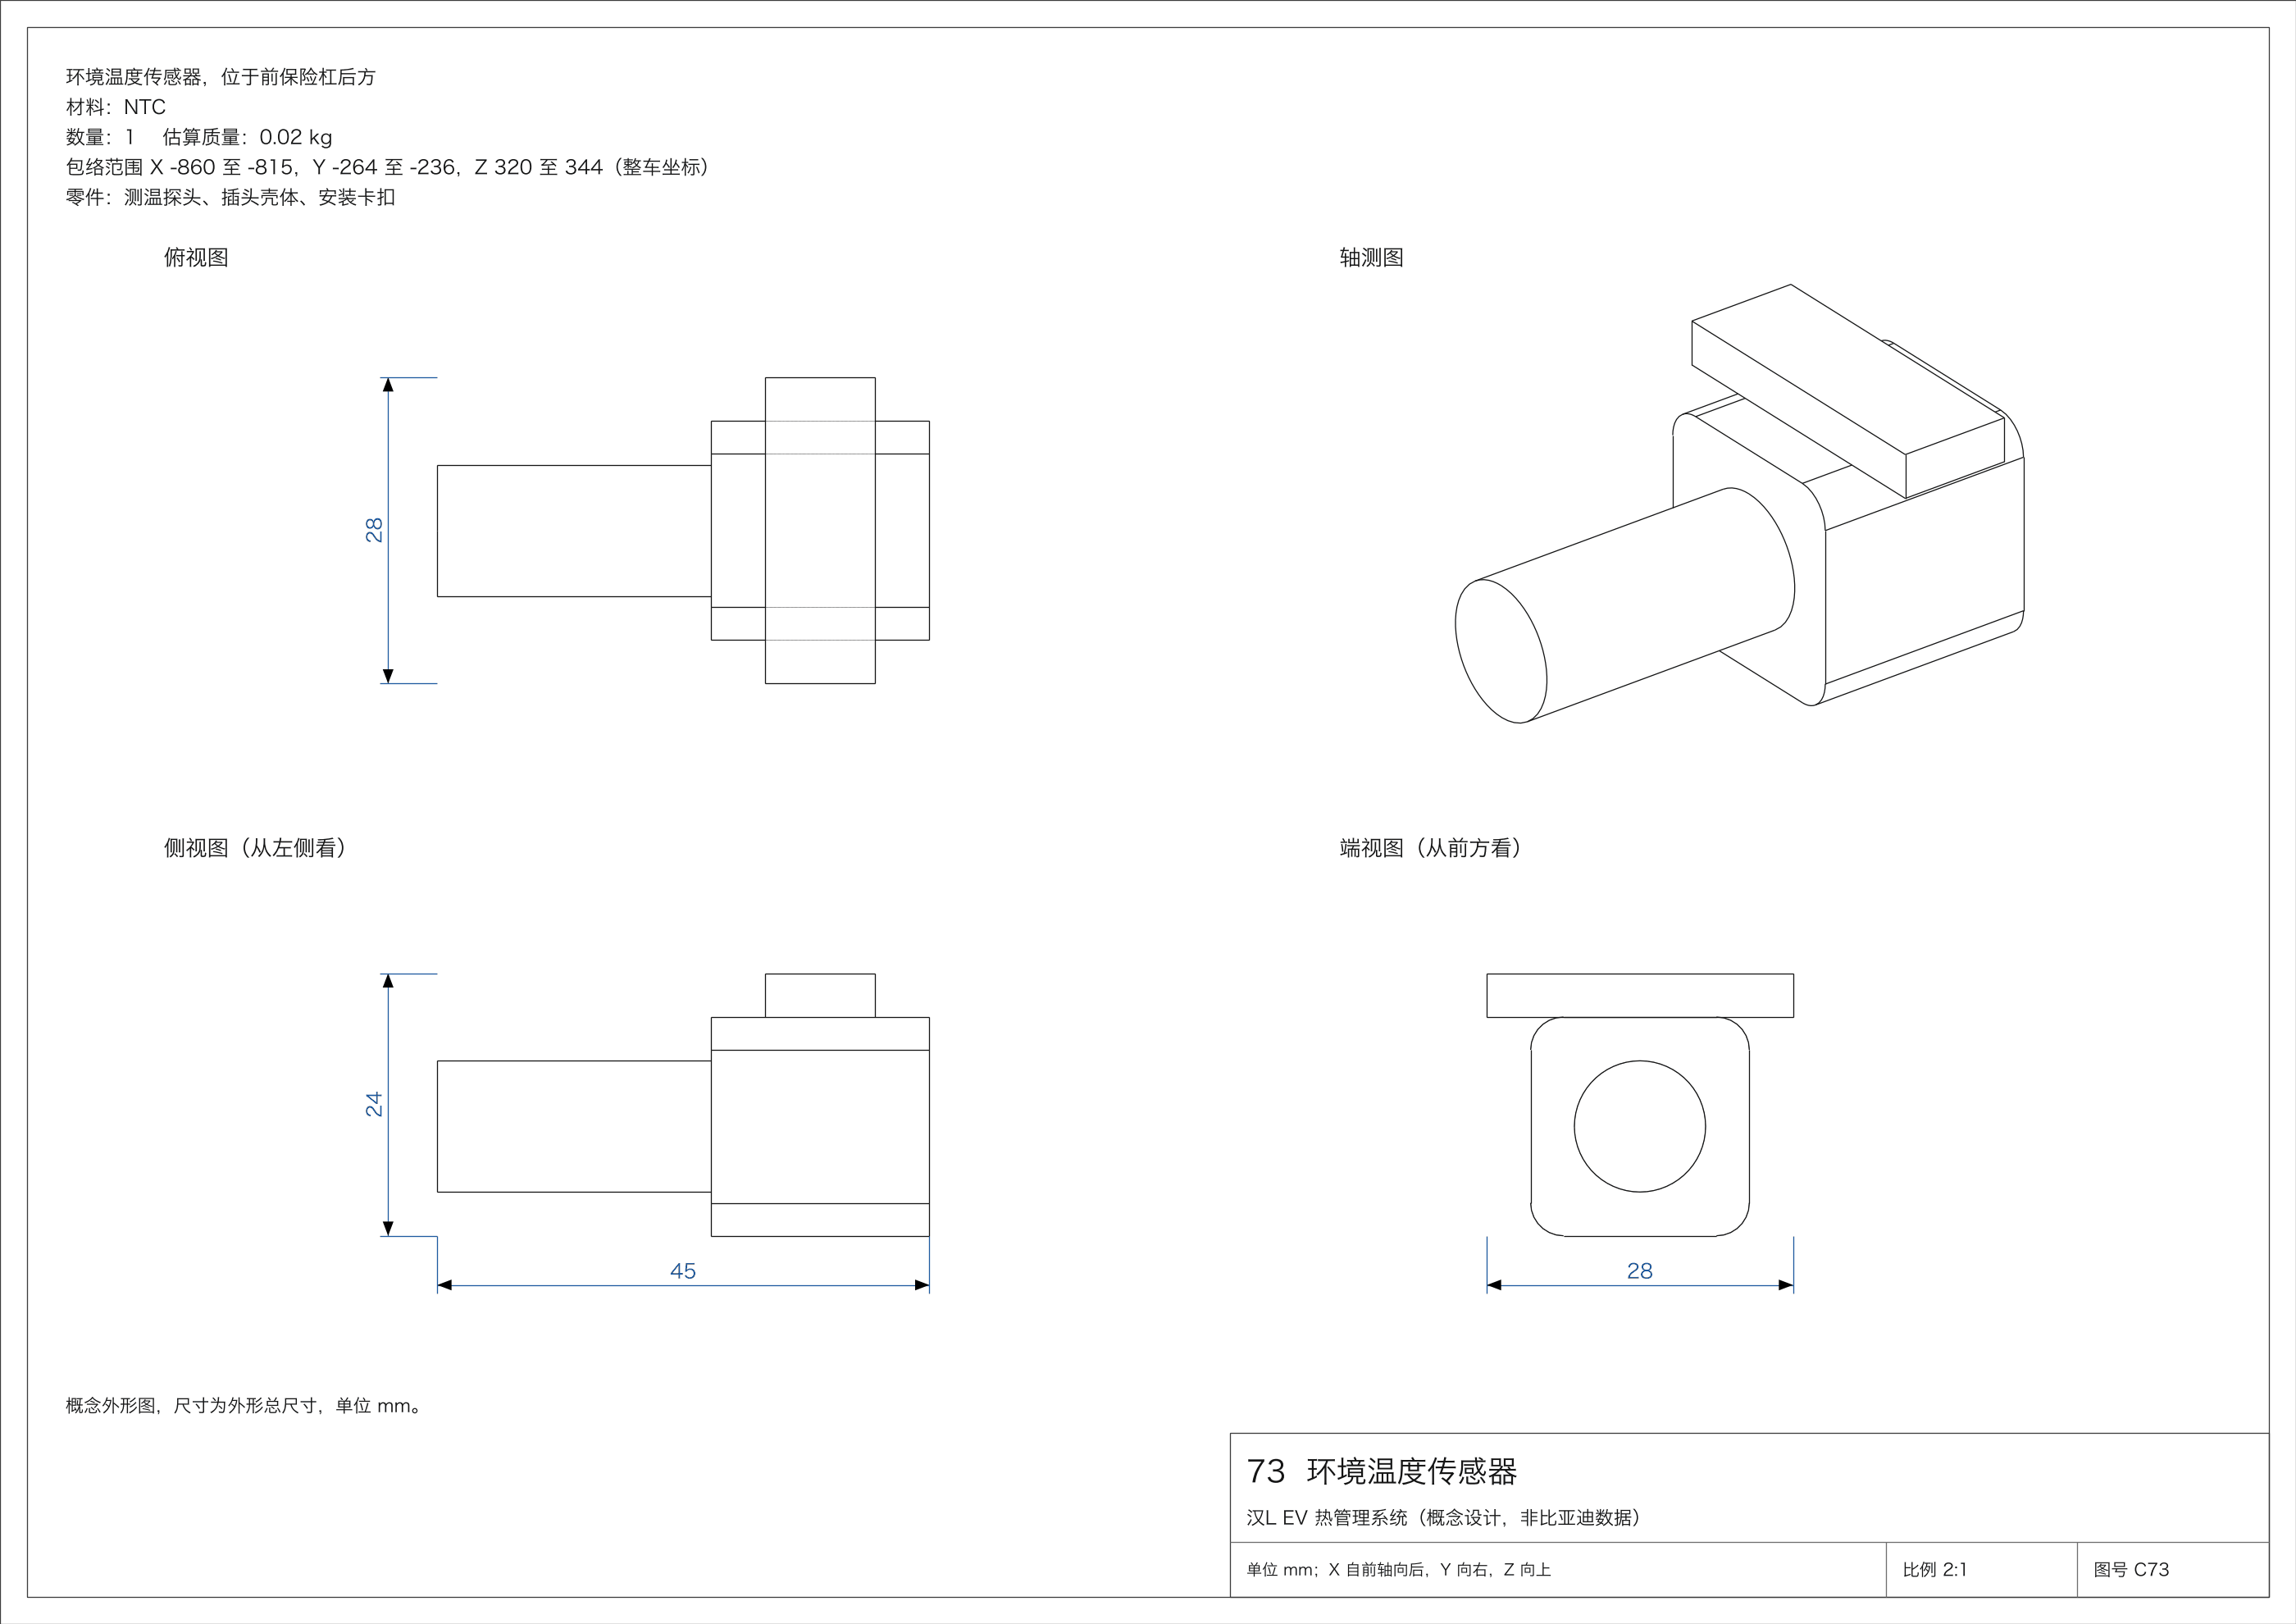 环境温度传感器，位于前保险杠后方
材料：NTC
数量：1 估算质量：0.02 kg
包络范围 X -860 至 -815，Y -264 至 -236，Z 320 至 344（整车坐标）
零件：测温探头、插头壳体、安装卡扣
俯视图
轴测图
28
侧视图（从左侧看）
端视图（从前方看）
24
45
28
概念外形图，尺寸为外形总尺寸，单位 mm。
73 环境温度传感器
汉L EV 热管理系统（概念设计，非比亚迪数据）
单位 mm；X 自前轴向后，Y 向右，Z 向上
比例 2:1
图号 C73